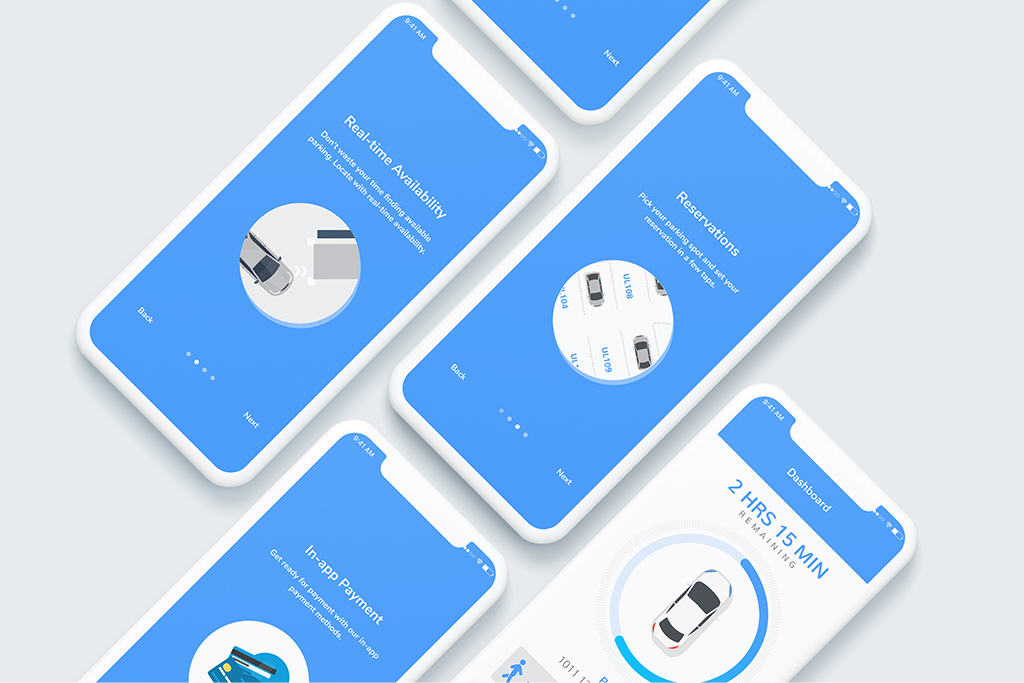 Next
9:41 AM
Real-time Availability
Don't waste your time finding available
parking. Locate with real-time availability.
Back
Next
9:41 AM
Reservations
Pick your parking spot and set your
reservation in a few taps.
UL104
UL108
UL109
Back
Next
9:41 AM
In-app Payment
Get ready for payment with our in-app
payment methods.
9:41 AM
Dashboard
2 HRS 15 MIN
REMAINING